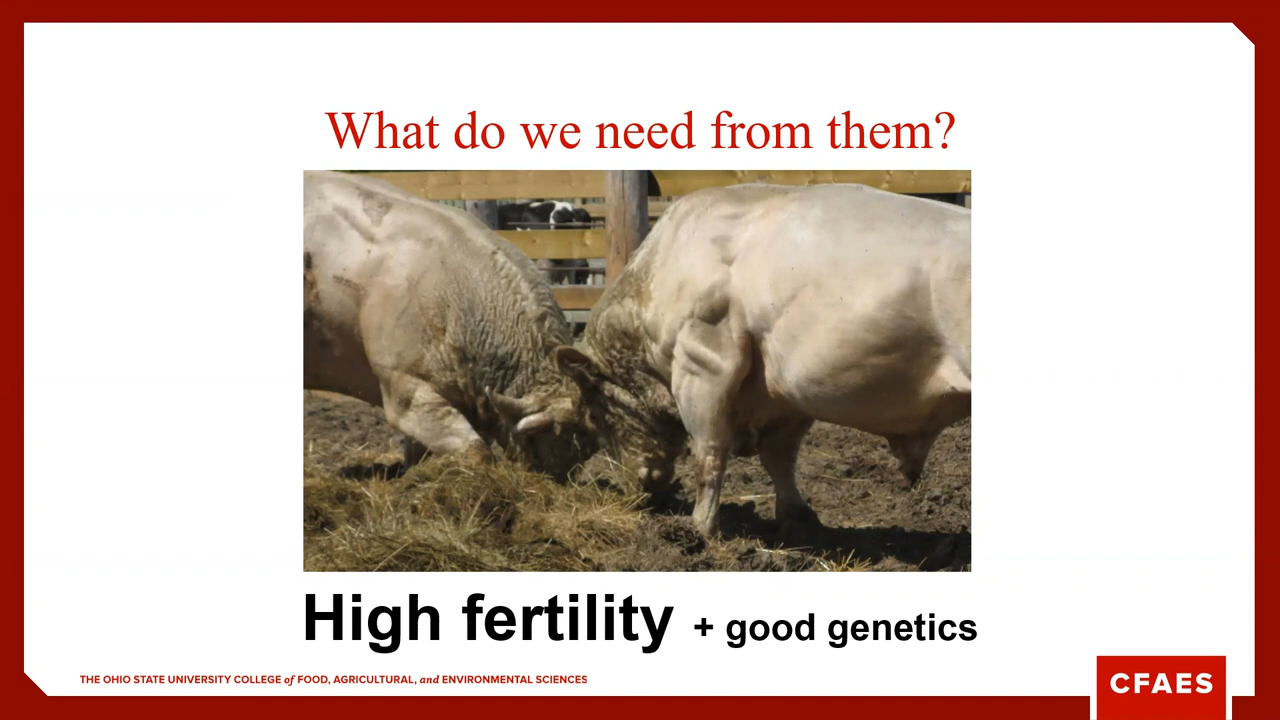 What do we need from them?
High fertility + good genetics
THE OHIO STATE UNIVERSITY COLLEGE of FOOD, AGRICULTURAL, and ENVIRONMENTAL SCIENCES
CFAES